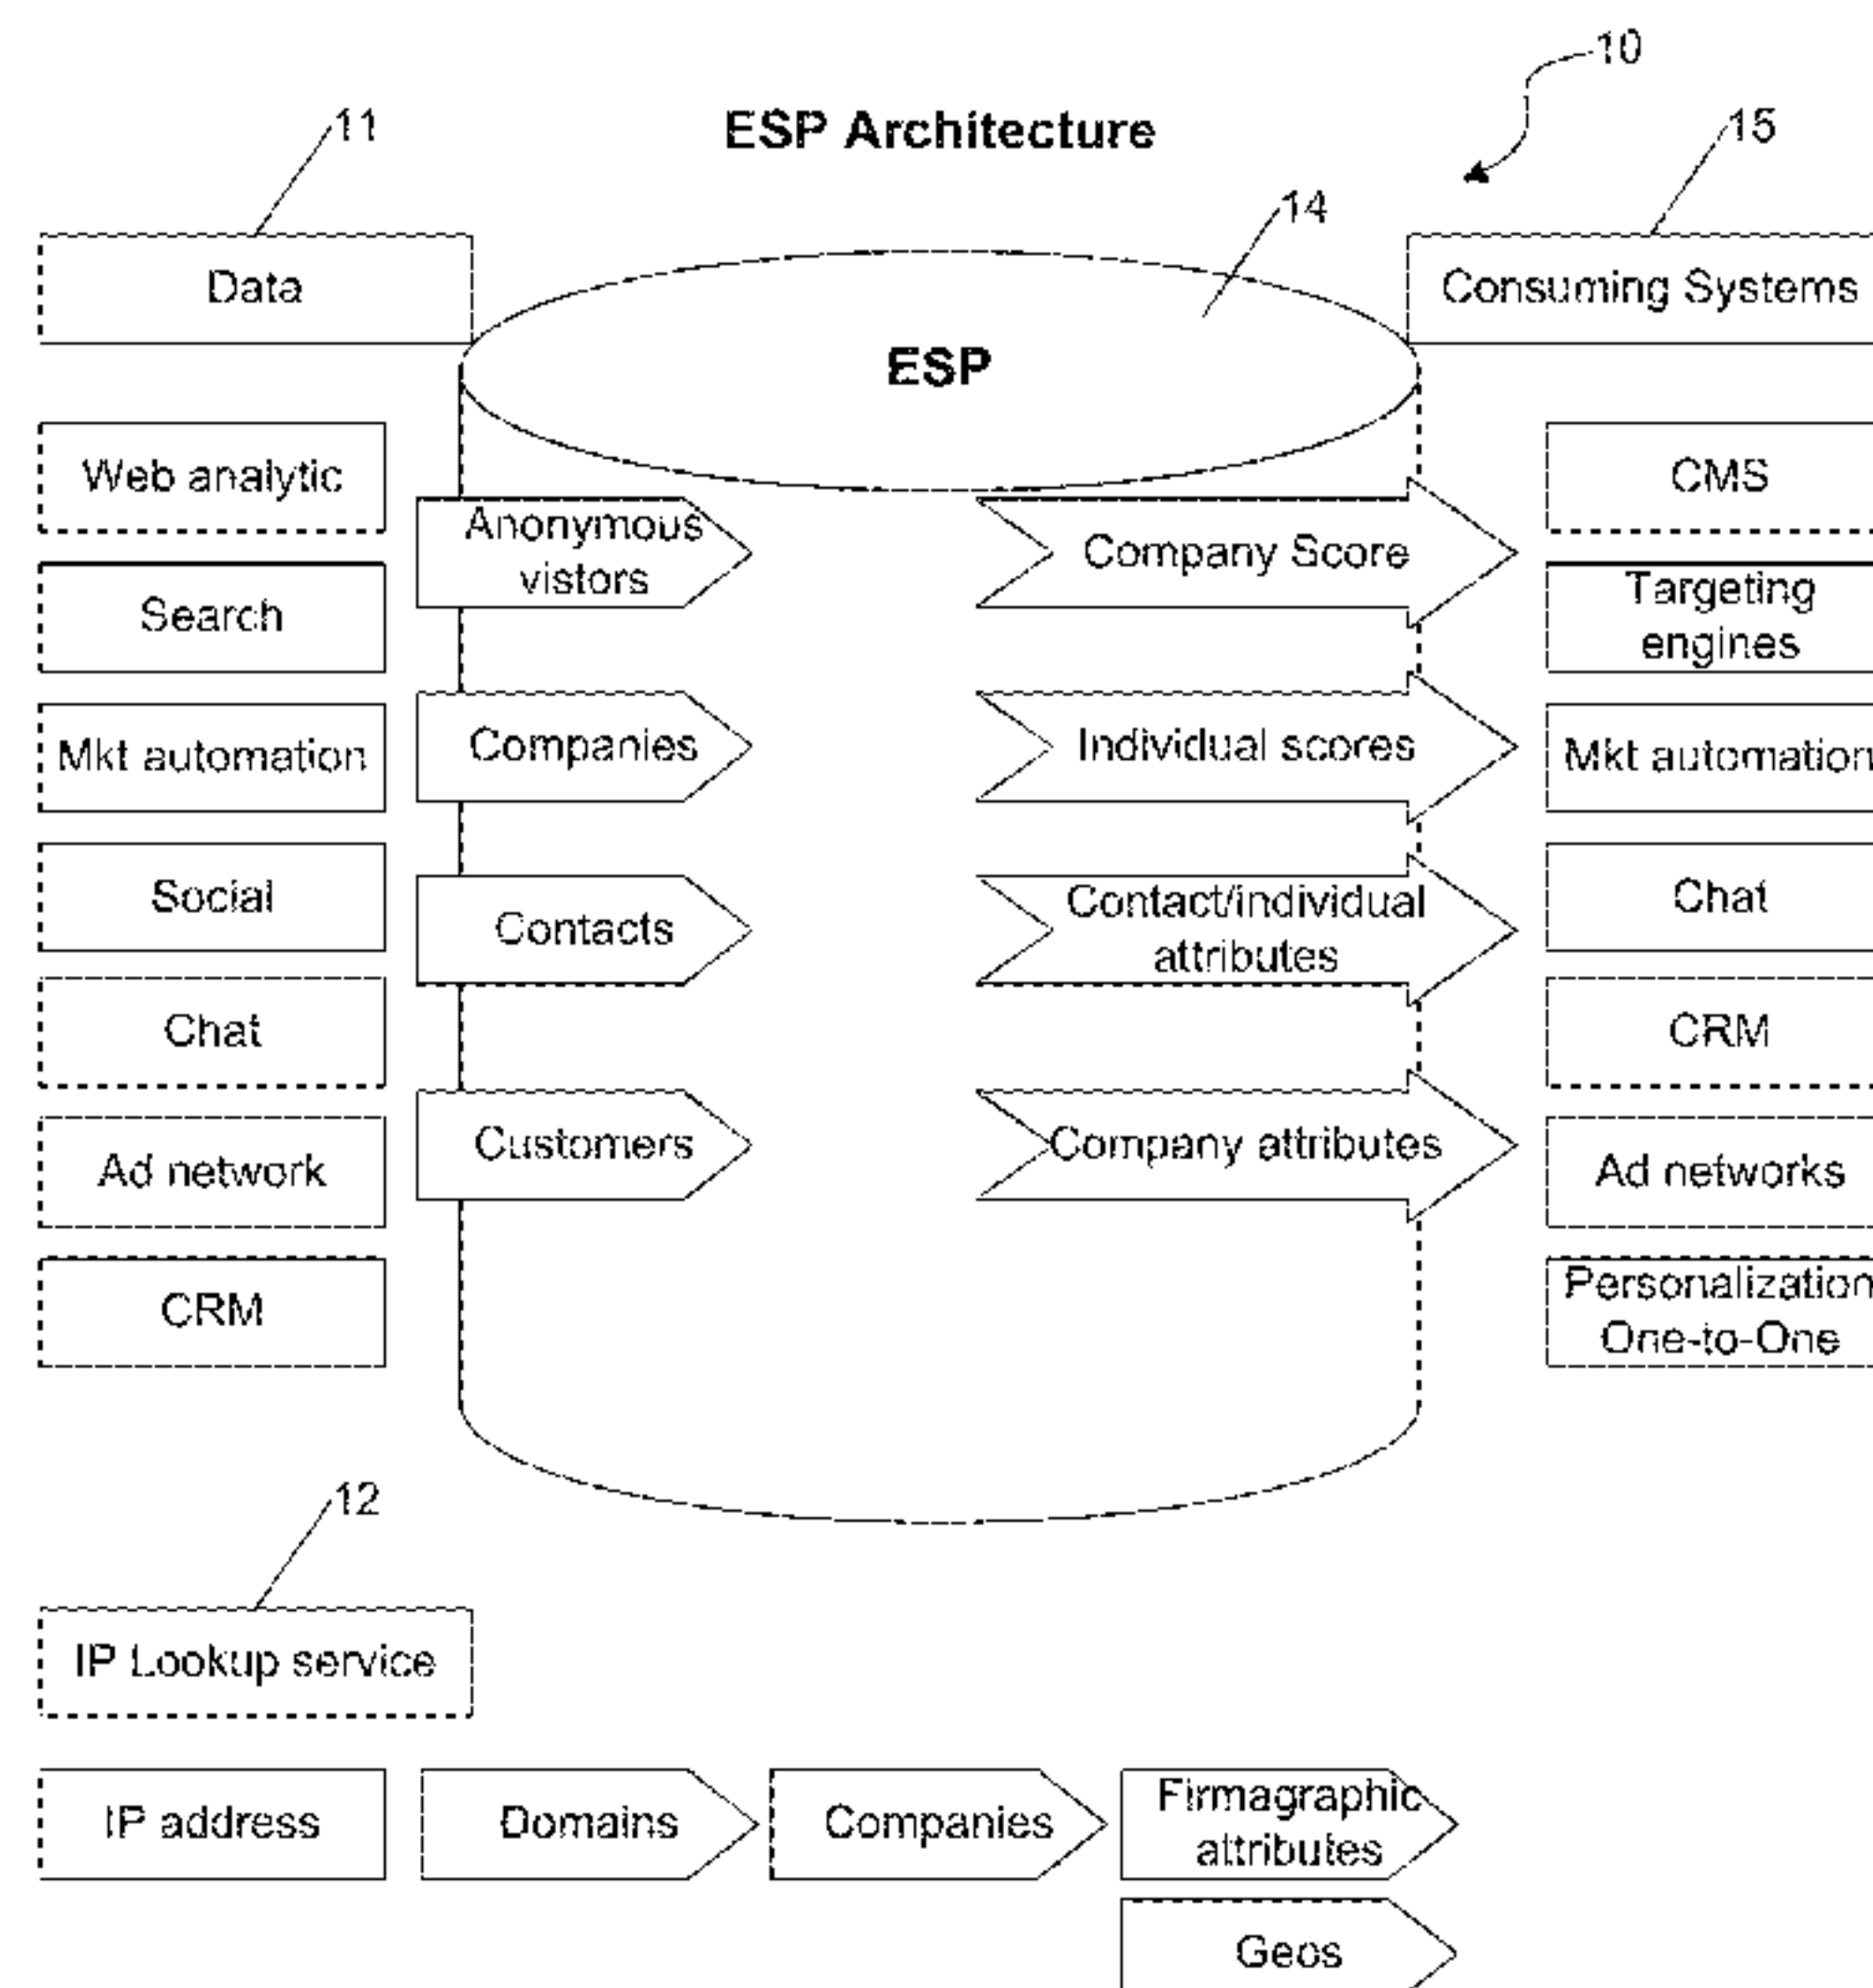 10
11
ESP Architecture
15
14
Data
Consuming Systems
ESP
Web analytic
Search
Mkt automation
Social
Chat
Ad network
CRM
Anonymous
vistors
Companies
Contacts
Customers
Company Score
Individual scores
Contact/individual
attributes
Company attributes
CMS
Targeting
engines
Mkt automation
Chat
CRM
Ad networks
Personalization
One-to-One
12
IP Lookup service
IP address
Domains
Companies
Firmagraphic
attributes
Geos